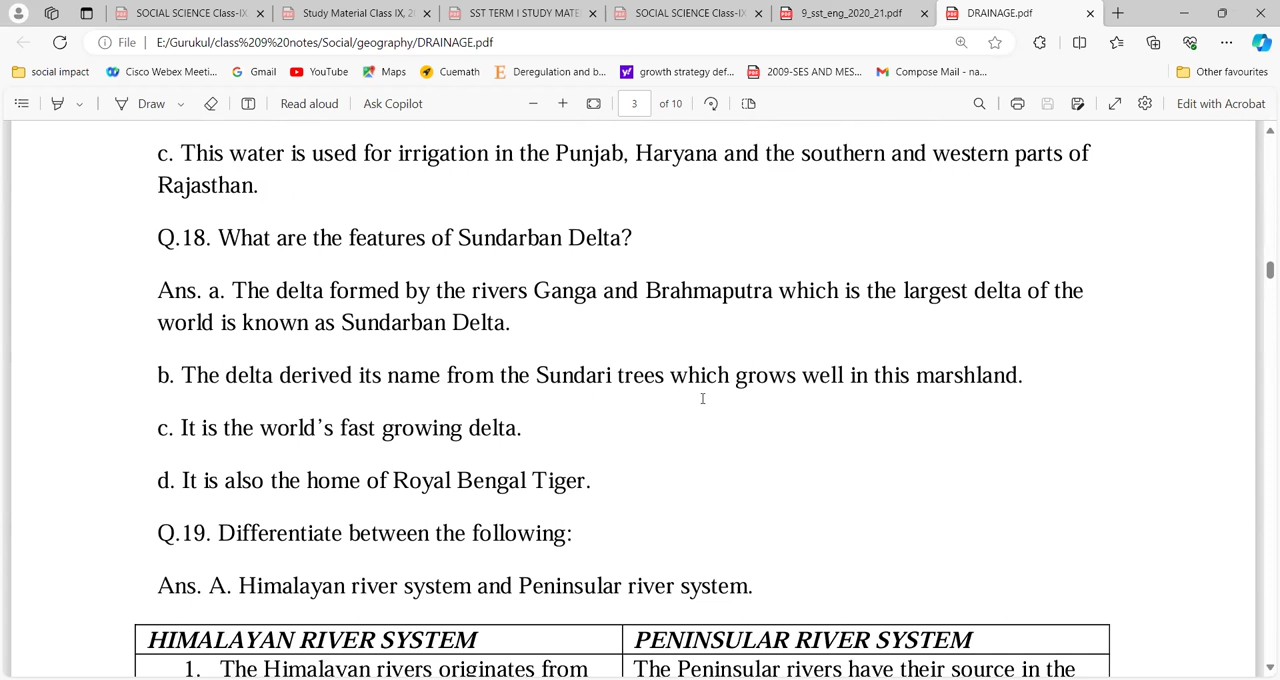 SOCIAL SCIENCE Class-IX
Study Material Class IX, 2
SST TERM I STUDY MATE
SOCIAL SCIENCE Class-IX
9_sst_eng_2020_21.pdf
DRAINAGE.pdf
File E:/Gurukul/class%209%20notes/Social/geography/DRAINAGE.pdf
social impact Cisco Webex Meeti... Gmail YouTube Maps Cuemath Deregulation and b... growth strategy def... 2009-SES AND MES... Compose Mail - na... Other favourites
Draw Read aloud Ask Copilot 3 of 10 Edit with Acrobat
c. This water is used for irrigation in the Punjab, Haryana and the southern and western parts of
Rajasthan.
Q.18. What are the features of Sundarban Delta?
Ans. a. The delta formed by the rivers Ganga and Brahmaputra which is the largest delta of the
world is known as Sundarban Delta.
b. The delta derived its name from the Sundari trees which grows well in this marshland.
c. It is the world's fast growing delta.
d. It is also the home of Royal Bengal Tiger.
Q.19. Differentiate between the following:
Ans. A. Himalayan river system and Peninsular river system.
HIMALAYAN RIVER SYSTEM PENINSULAR RIVER SYSTEM
1. The Himalayan rivers originates from The Peninsular rivers have their source in the